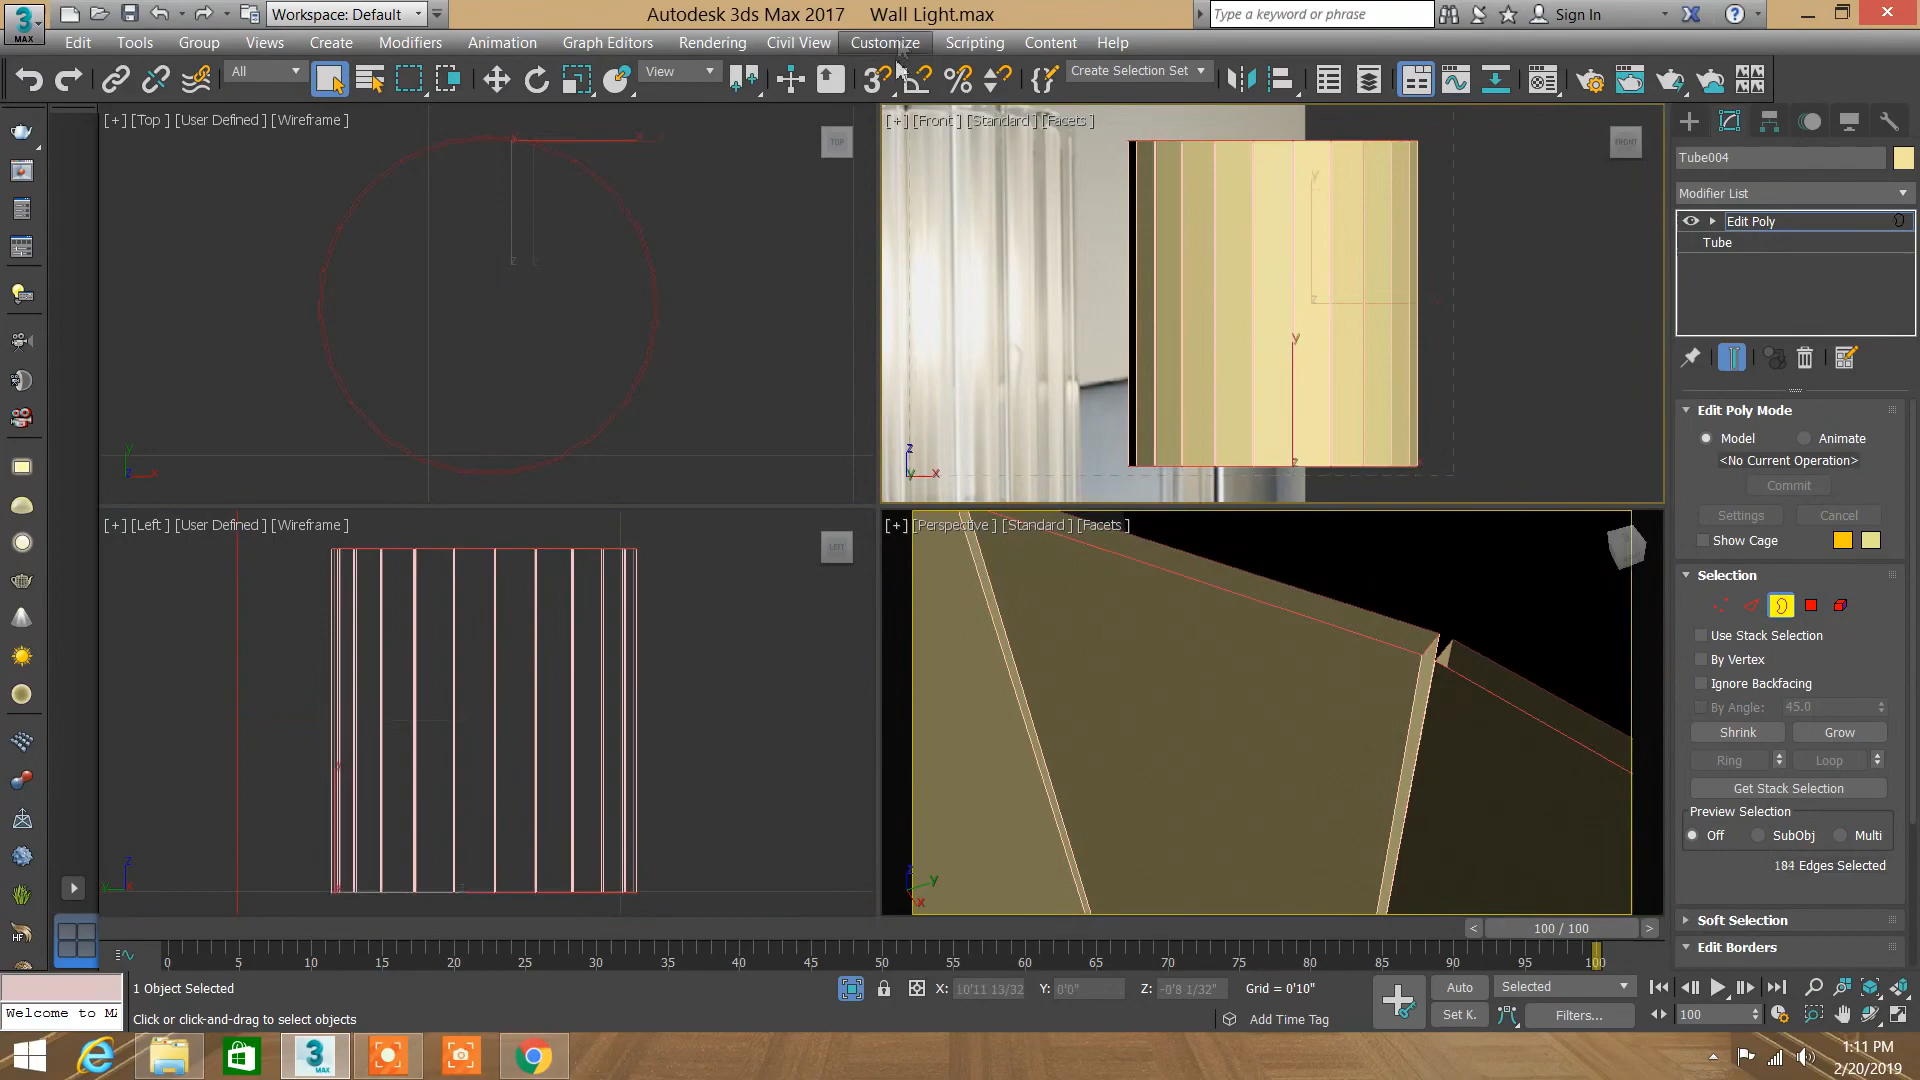 3
MAX
Workspace: Default
Autodesk 3ds Max 2017    Wall Light.max
Type a keyword or phrase
Sign In
Edit
Tools
Group
Views
Create
Modifiers
Animation
Graph Editors
Rendering
Civil View
Customize
Scripting
Content
Help
All
View
3
Create Selection Set
[+] [Top ] [User Defined ] [Wireframe ]
TOP
[+] [Front ] [Standard ] [Facets ]
FRONT
[+] [Left ] [User Defined ] [Wireframe ]
LEFT
[+] [Perspective ] [Standard ] [Facets ]
Tube004
Modifier List
Edit Poly
Tube
Edit Poly Mode
Model
Animate
<No Current Operation>
Commit
Settings
Cancel
Show Cage
Selection
Use Stack Selection
By Vertex
Ignore Backfacing
By Angle:
45.0
Shrink
Grow
Ring
Loop
Get Stack Selection
Preview Selection
Off
SubObj
Multi
184 Edges Selected
Soft Selection
Edit Borders
HF
< 100 / 100 >
0 5 10 15 20 25 30 35 40 45 50 55 60 65 70 75 80 85 90 95 100
1 Object Selected
X: 10'11 13/32
Y: 0'0"
Z: -0'8 1/32"
Grid = 0'10"
Auto
Selected
Welcome to MA
Click or click-and-drag to select objects
Add Time Tag
Set K.
Filters...
100
1:11 PM
2/20/2019